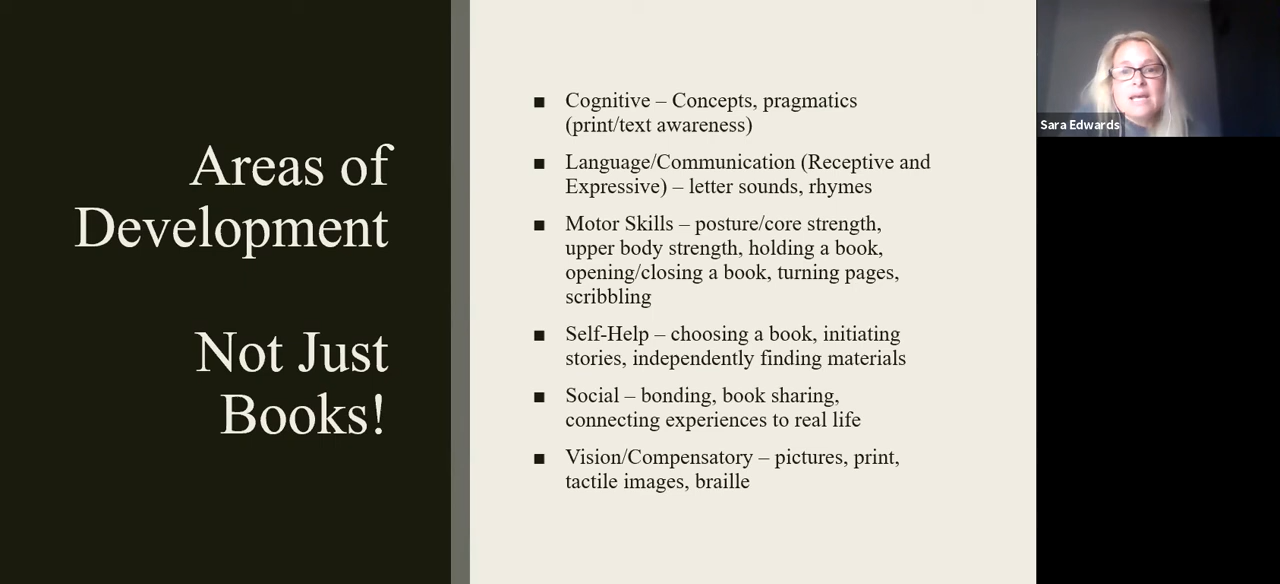 Areas of
Development
Not Just
Books!
■ Cognitive – Concepts, pragmatics
(print/text awareness)
■ Language/Communication (Receptive and
Expressive) – letter sounds, rhymes
■ Motor Skills – posture/core strength,
upper body strength, holding a book,
opening/closing a book, turning pages,
scribbling
■ Self-Help – choosing a book, initiating
stories, independently finding materials
■ Social – bonding, book sharing,
connecting experiences to real life
■ Vision/Compensatory – pictures, print,
tactile images, braille
Sara Edwards